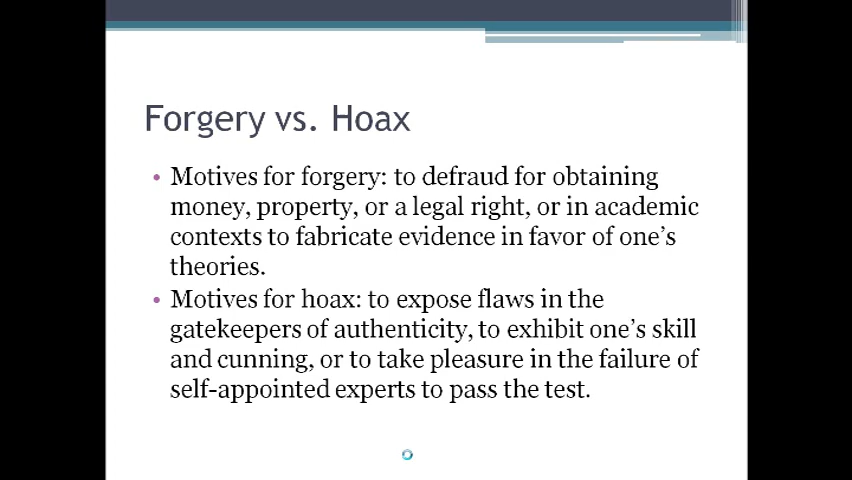 Forgery vs. Hoax
• Motives for forgery: to defraud for obtaining
money, property, or a legal right, or in academic
contexts to fabricate evidence in favor of one’s
theories.
• Motives for hoax: to expose flaws in the
gatekeepers of authenticity, to exhibit one’s skill
and cunning, or to take pleasure in the failure of
self-appointed experts to pass the test.